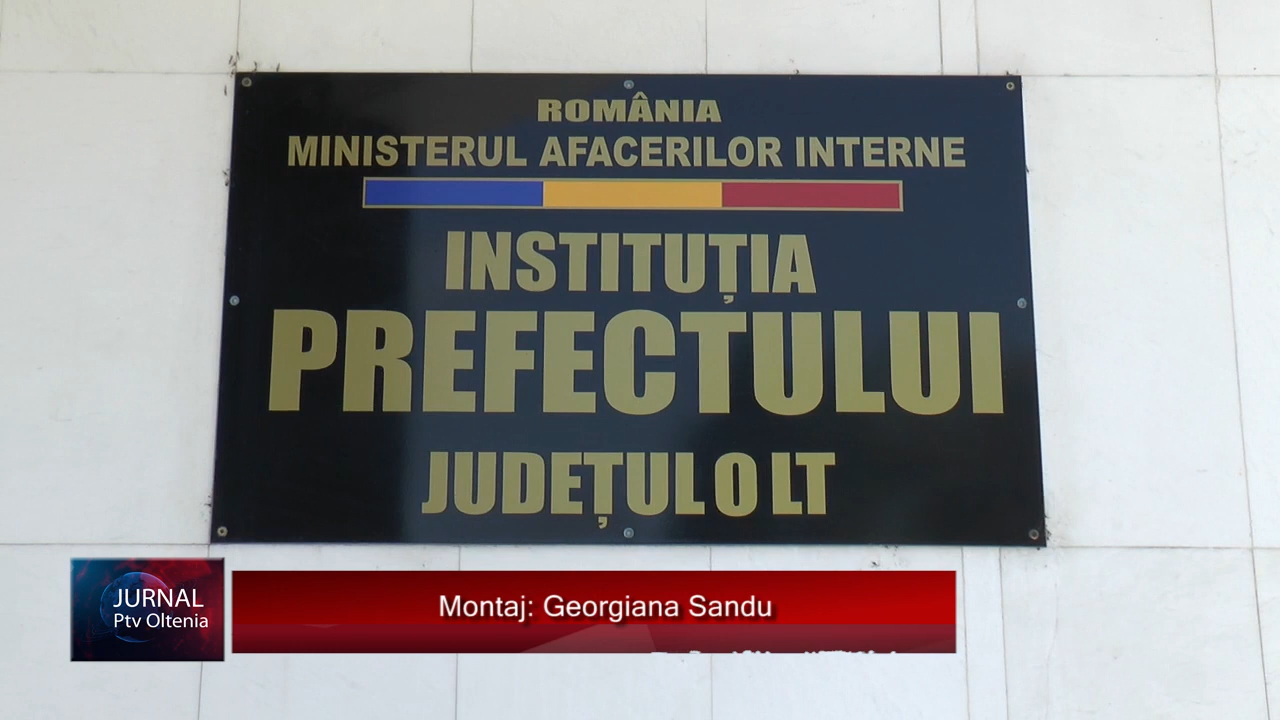 ROMÂNIA
MINISTERUL AFACERILOR INTERNE
INSTITUȚIA
PREFECTULUI
JUDEȚUL OLT
JURNAL
Ptv Oltenia
Montaj: Georgiana Sandu